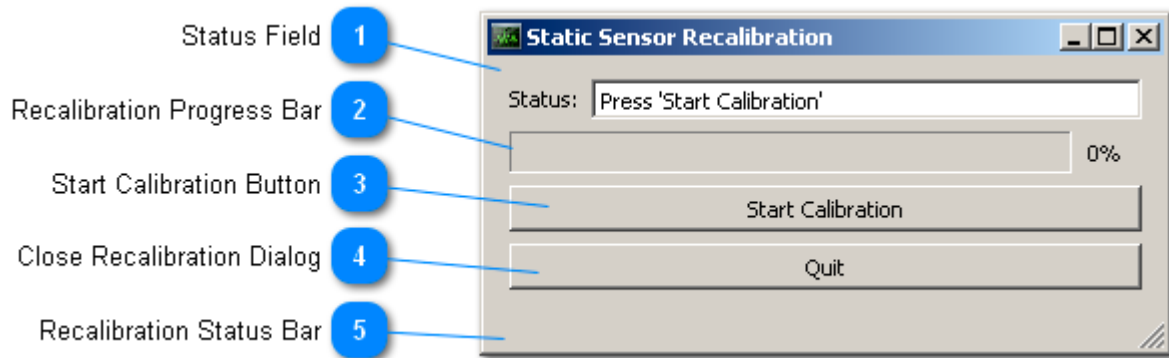 Status Field 1
Recalibration Progress Bar 2
Start Calibration Button 3
Close Recalibration Dialog 4
Recalibration Status Bar 5
Static Sensor Recalibration
Status: Press 'Start Calibration'
0%
Start Calibration
Quit